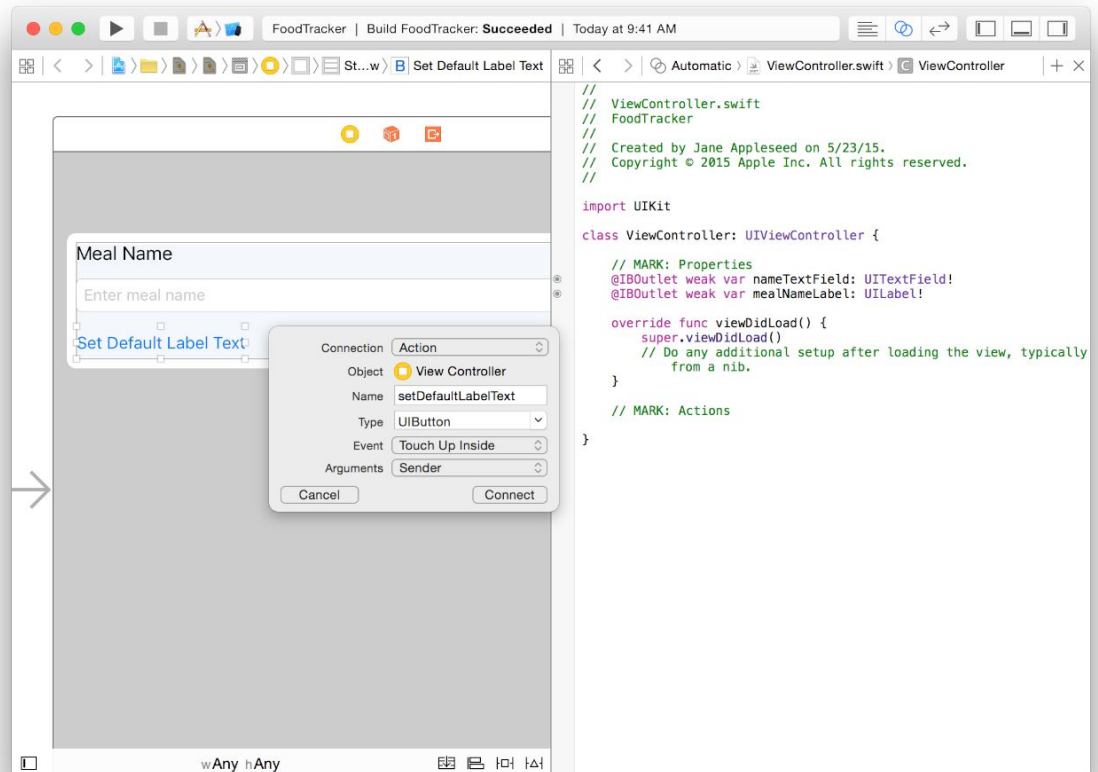 FoodTracker | Build FoodTracker: Succeeded | Today at 9:41 AM
St...w B Set Default Label Text
Automatic ViewController.swift C ViewController
Meal Name
Enter meal name
Set Default Label Text
Connection Action
Object View Controller
Name setDefaultLabelText
Type UIButton
Event Touch Up Inside
Arguments Sender
Cancel Connect
wAny hAny
//
// ViewController.swift
// FoodTracker
//
// Created by Jane Appleseed on 5/23/15.
// Copyright © 2015 Apple Inc. All rights reserved.
//
import UIKit
class ViewController: UIViewController {
// MARK: Properties
@IBOutlet weak var nameTextField: UITextField!
@IBOutlet weak var mealNameLabel: UILabel!
override func viewDidLoad() {
super.viewDidLoad()
// Do any additional setup after loading the view, typically
from a nib.
}
// MARK: Actions
}